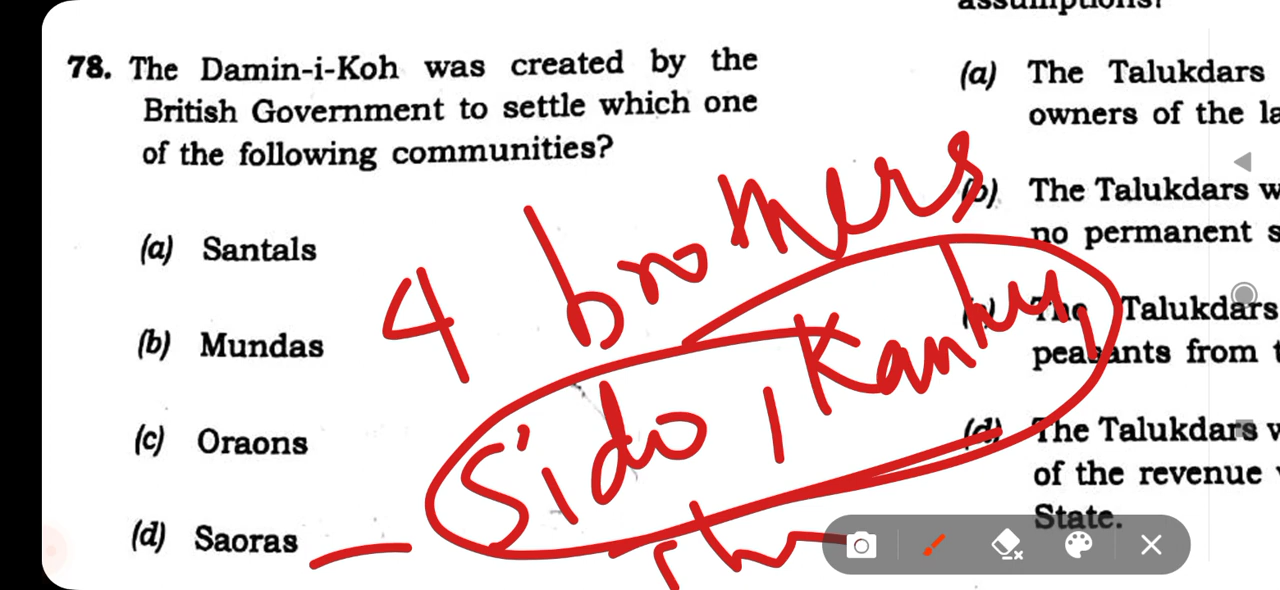 assumptions?
78. The Damin-i-Koh was created by the
British Government to settle which one
of the following communities?
(a) Santals
(b) Mundas
(c) Oraons
(d) Saoras
4 brothers
Sido, Kanhu,
(a) The Talukdars
owners of the la
(b) The Talukdars w
no permanent s
(c) The Talukdars
peasants from t
(d) The Talukdars w
of the revenue
State.